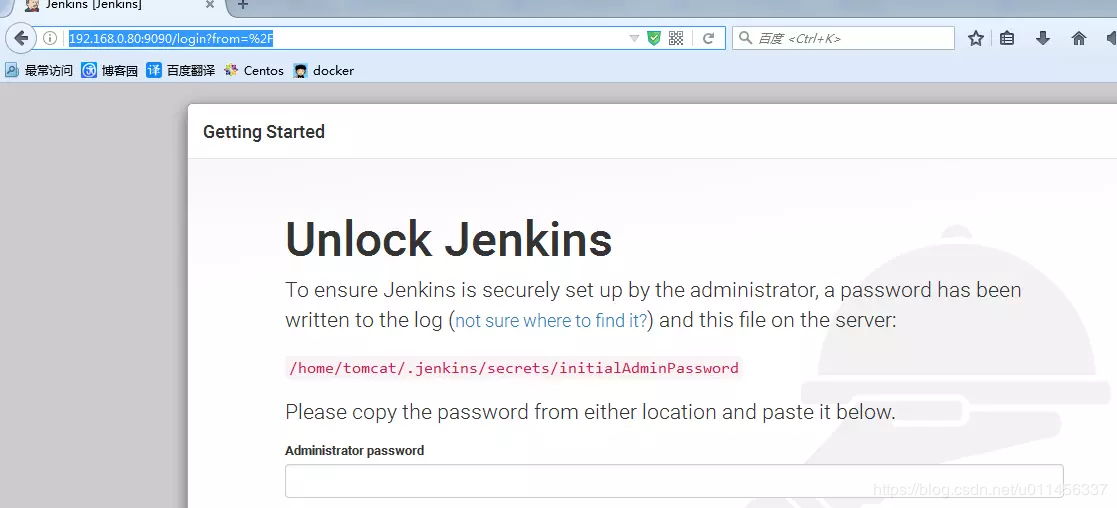 Jenkins [Jenkins]
192.168.0.80:9090/login?from=%2F
百度 <Ctrl+K>
最常访问 博客园 译 百度翻译 Centos docker
Getting Started
Unlock Jenkins
To ensure Jenkins is securely set up by the administrator, a password has been
written to the log (not sure where to find it?) and this file on the server:
/home/tomcat/.jenkins/secrets/initialAdminPassword
Please copy the password from either location and paste it below.
Administrator password
https://blog.csdn.net/u011456337